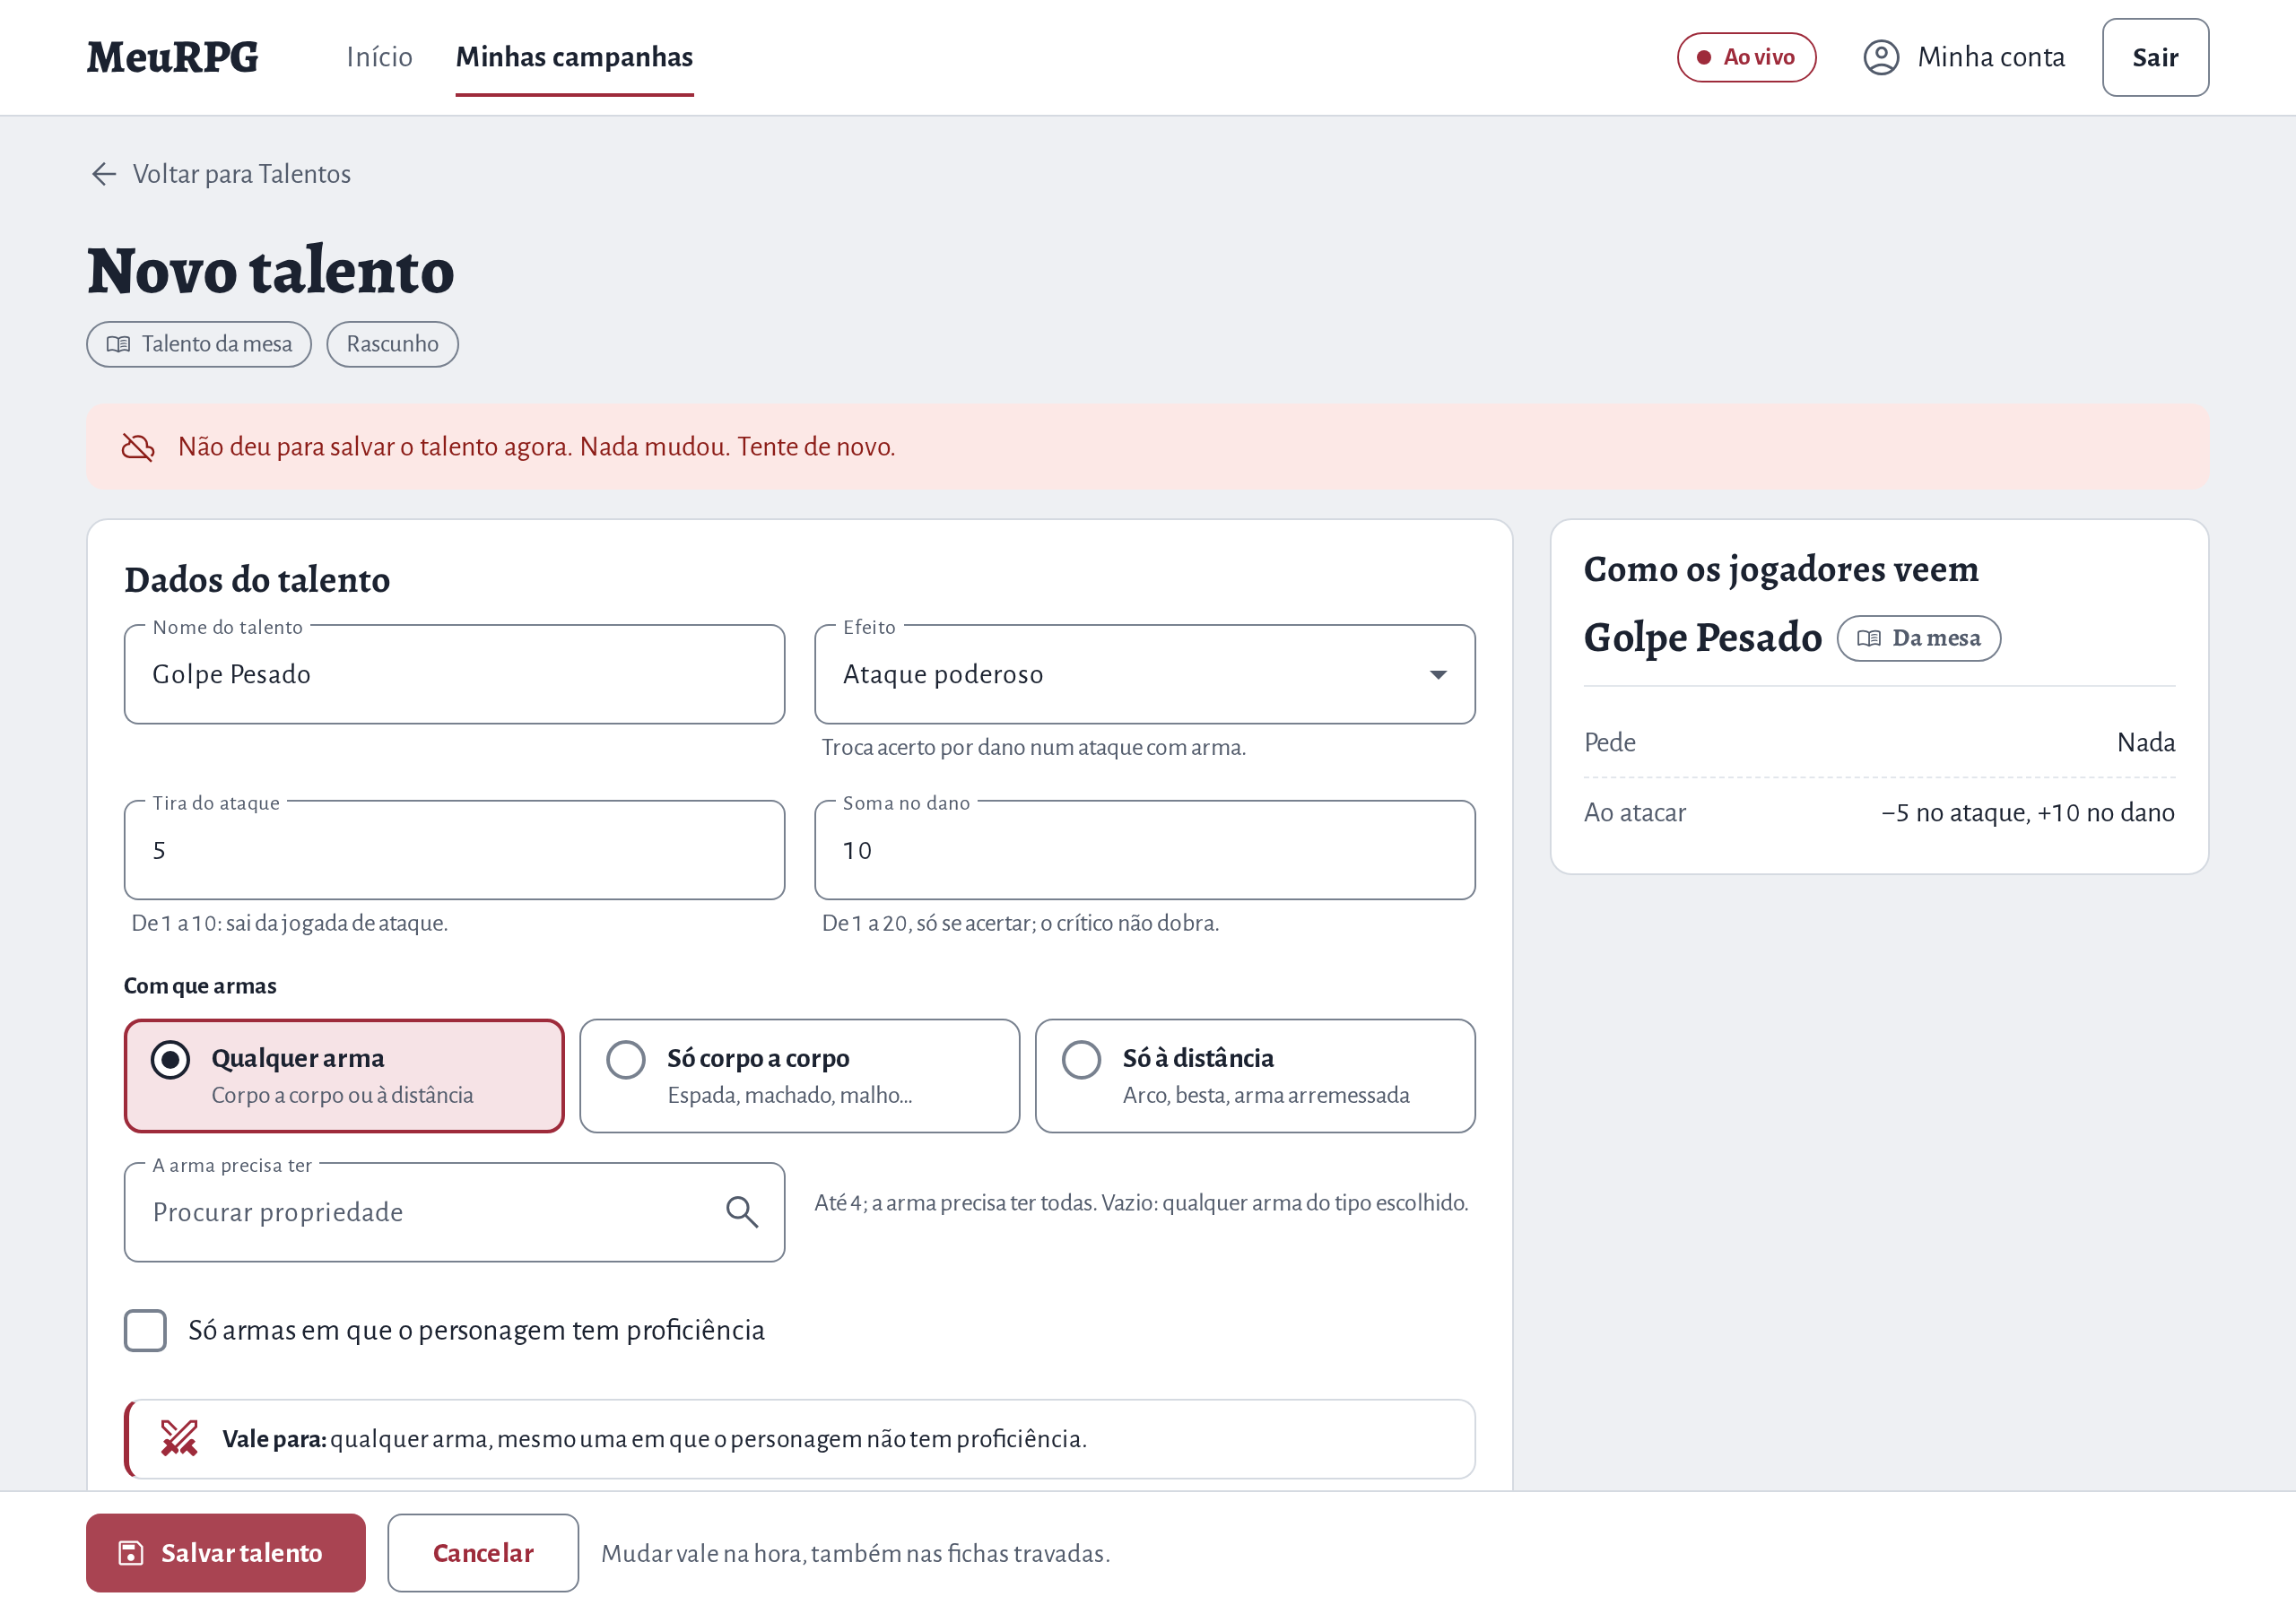 MeuRPG
Início
Minhas campanhas
Ao vivo
Minha conta
Sair
Voltar para Talentos
Novo talento
Talento da mesa
Rascunho
Não deu para salvar o talento agora. Nada mudou. Tente de novo.
Dados do talento
Nome do talento
Golpe Pesado
Efeito
Ataque poderoso
Troca acerto por dano num ataque com arma.
Tira do ataque
5
De 1 a 10: sai da jogada de ataque.
Soma no dano
10
De 1 a 20, só se acertar; o crítico não dobra.
Com que armas
Qualquer arma
Corpo a corpo ou à distância
Só corpo a corpo
Espada, machado, malho...
Só à distância
Arco, besta, arma arremessada
A arma precisa ter
Procurar propriedade
Até 4; a arma precisa ter todas. Vazio: qualquer arma do tipo escolhido.
Só armas em que o personagem tem proficiência
Vale para: qualquer arma, mesmo uma em que o personagem não tem proficiência.
Como os jogadores veem
Golpe Pesado
Da mesa
Pede
Nada
Ao atacar
−5 no ataque, +10 no dano
Salvar talento
Cancelar
Mudar vale na hora, também nas fichas travadas.